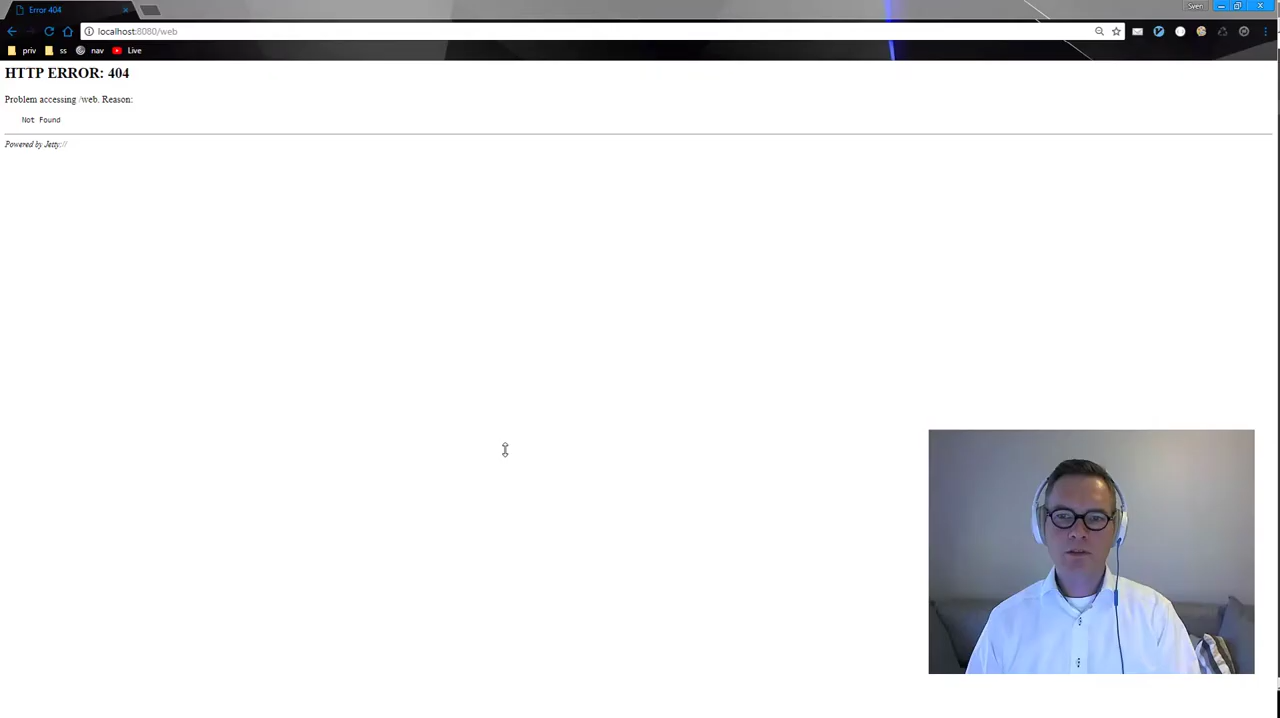 Error 404
Sven
localhost:8080/web
priv
ss
nav
Live
HTTP ERROR: 404
Problem accessing /web. Reason:
Not Found
Powered by Jetty://